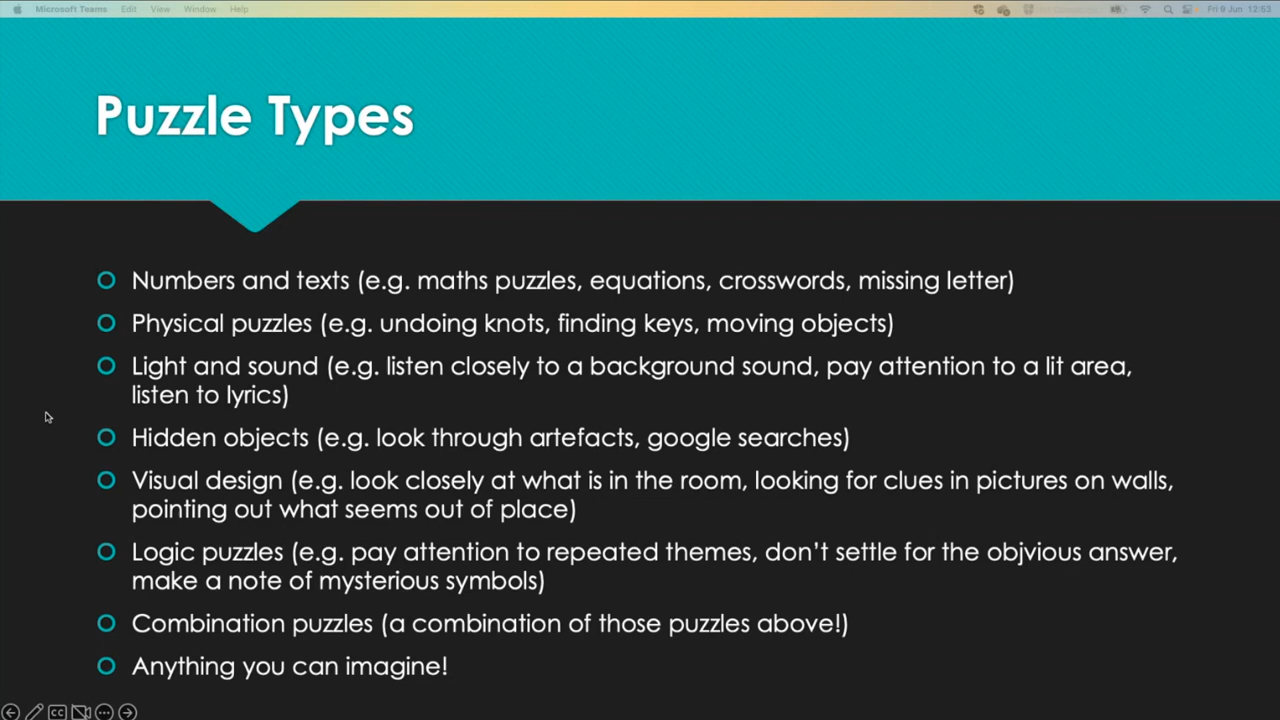 Microsoft Teams Edit View Window Help
Fri 9 Jun 12:53
Puzzle Types
Numbers and texts (e.g. maths puzzles, equations, crosswords, missing letter)
Physical puzzles (e.g. undoing knots, finding keys, moving objects)
Light and sound (e.g. listen closely to a background sound, pay attention to a lit area,
listen to lyrics)
Hidden objects (e.g. look through artefacts, google searches)
Visual design (e.g. look closely at what is in the room, looking for clues in pictures on walls,
pointing out what seems out of place)
Logic puzzles (e.g. pay attention to repeated themes, don't settle for the objvious answer,
make a note of mysterious symbols)
Combination puzzles (a combination of those puzzles above!)
Anything you can imagine!
CC